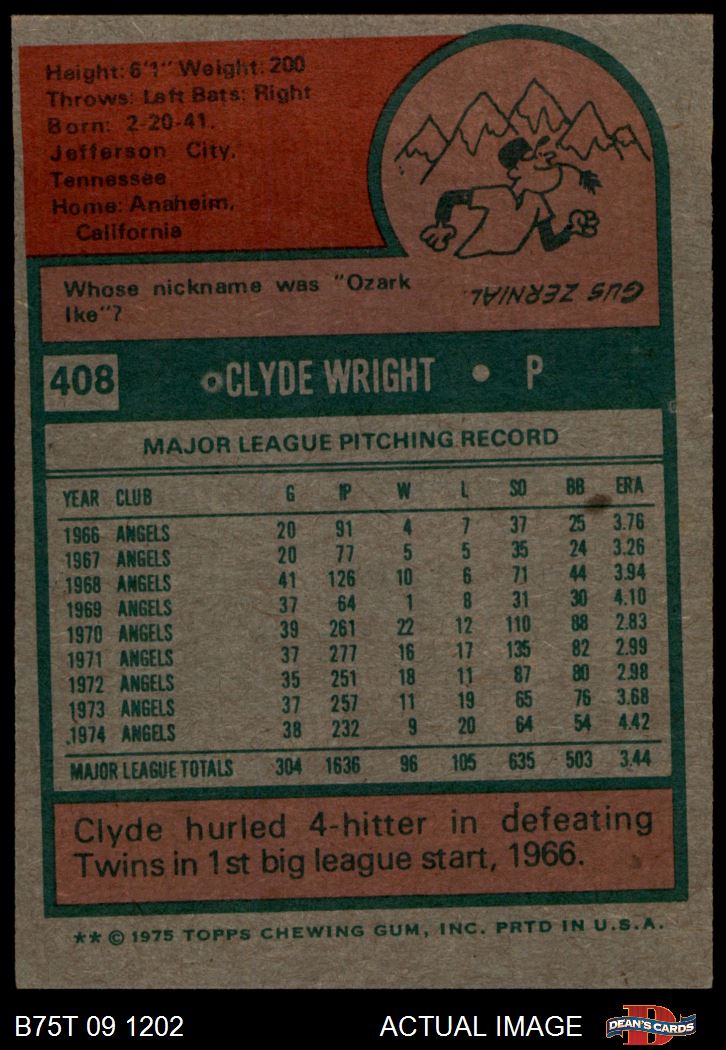 Height: 6'1" Weight: 200
Throws: Left Bats: Right
Born: 2-20-41.
Jefferson City,
Tennessee
Home: Anaheim,
California
Whose nickname was "Ozark
Ike"?
GUS ZERNIAL
408 CLYDE WRIGHT • P
MAJOR LEAGUE PITCHING RECORD
YEAR CLUB G IP W L SO BB ERA
1966 ANGELS 20 91 4 7 37 25 3.76
1967 ANGELS 20 77 5 5 35 24 3.26
1968 ANGELS 41 126 10 6 71 44 3.94
1969 ANGELS 37 64 1 8 31 30 4.10
1970 ANGELS 39 261 22 12 110 88 2.83
1971 ANGELS 37 277 16 17 135 82 2.99
1972 ANGELS 35 251 18 11 87 80 2.98
1973 ANGELS 37 257 11 19 65 76 3.68
1974 ANGELS 38 232 9 20 64 54 4.42
MAJOR LEAGUE TOTALS 304 1636 96 105 635 503 3.44
Clyde hurled 4-hitter in defeating
Twins in 1st big league start, 1966.
** © 1975 TOPPS CHEWING GUM, INC. PRTD IN U.S.A.
B75T 09 1202 ACTUAL IMAGE D DEAN'S CARDS